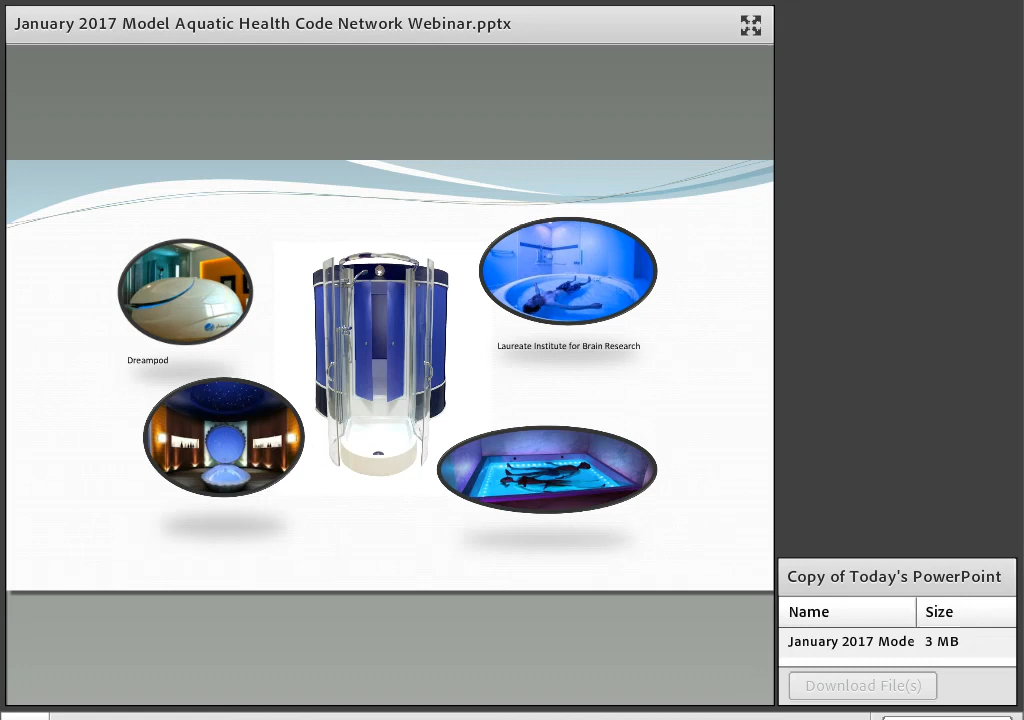 January 2017 Model Aquatic Health Code Network Webinar.pptx
Laureate Institute for Brain Research
Dreampod
Copy of Today's PowerPoint
Name Size
January 2017 Mode 3 MB
Download File(s)